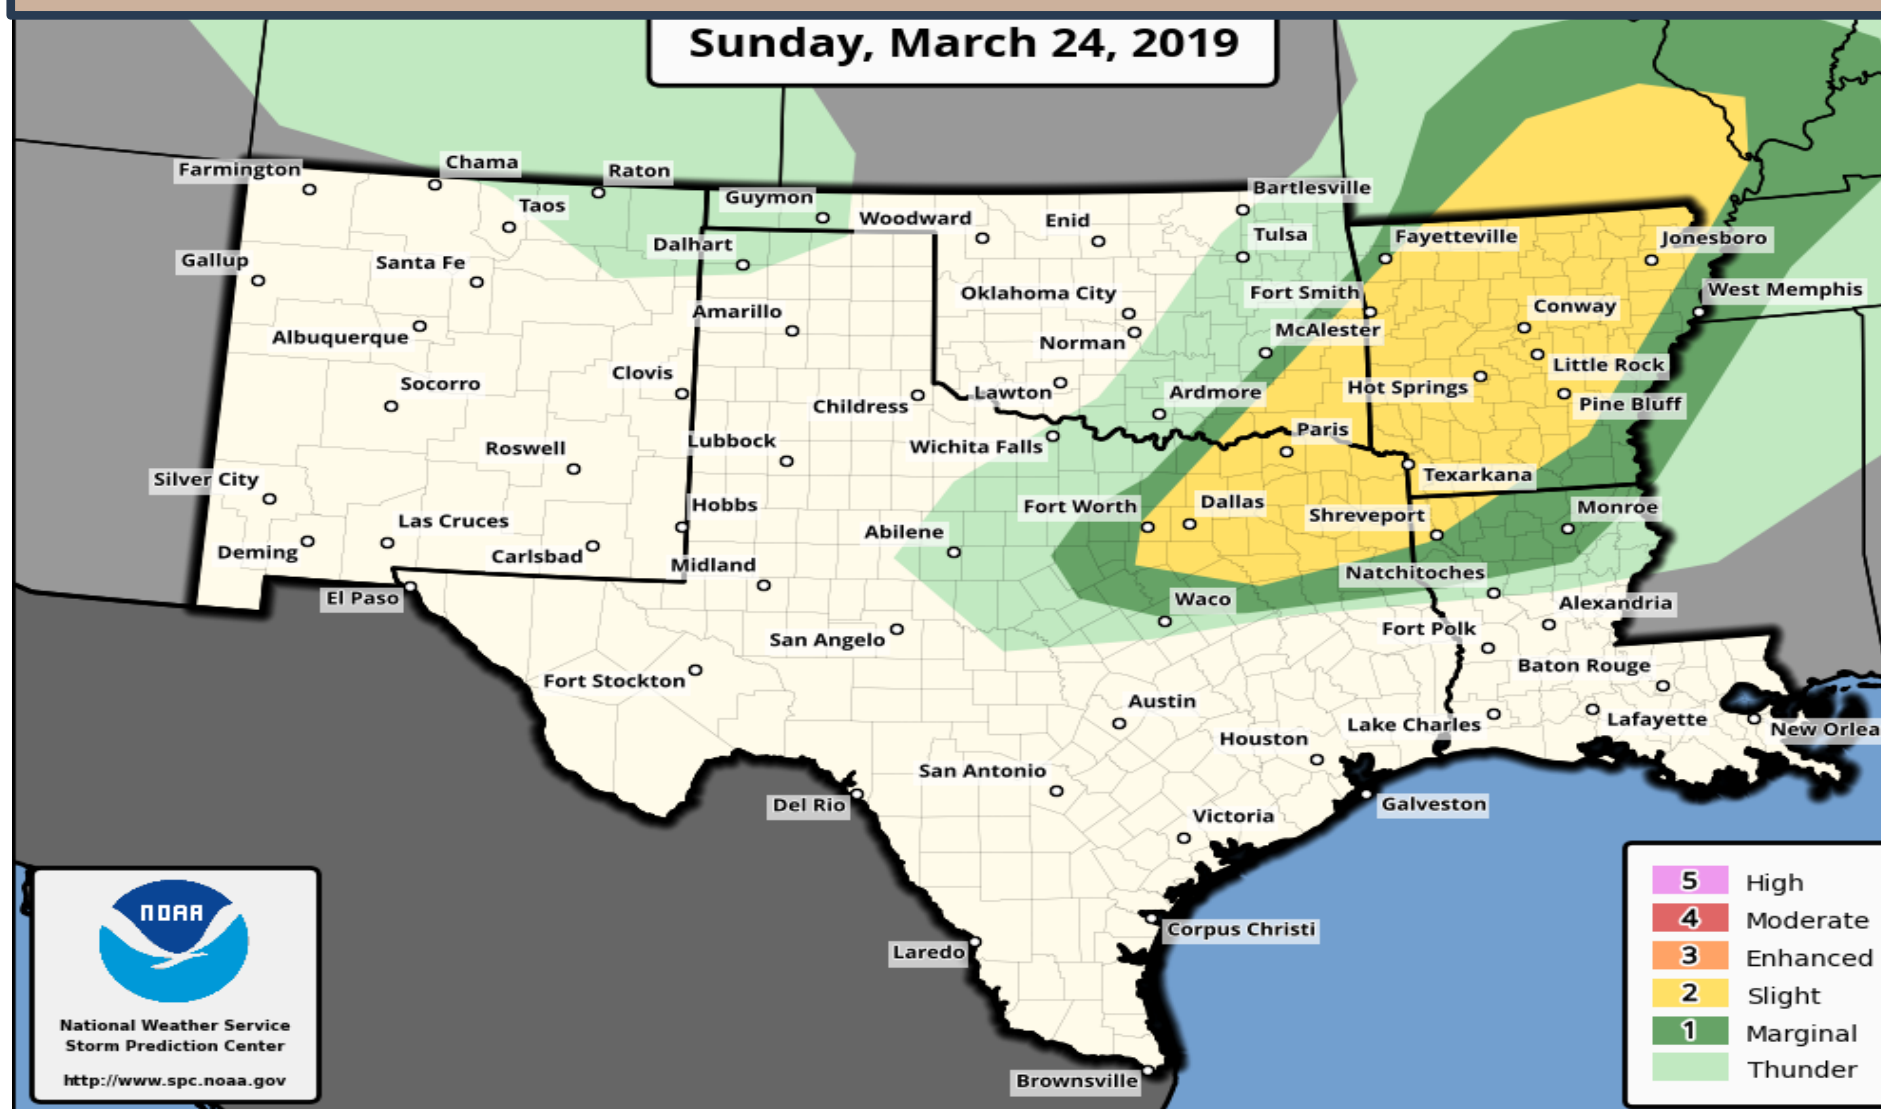 Sunday, March 24, 2019
Chama
Farmington
Raton
Bartlesville
Guymon
Taos
Woodward
Enid
Tulsa
Fayetteville
Jonesboro
Dalhart
Gallup
Santa Fe
West Memphis
Oklahoma City
Fort Smith
Conway
Amarillo
McAlester
Albuquerque
Norman
Little Rock
Clovis
Socorro
Hot Springs
Lawton
Ardmore
Childress
Pine Bluff
Paris
Lubbock
Wichita Falls
Roswell
Texarkana
Silver City
Hobbs
Fort Worth
Dallas
Monroe
Shreveport
Las Cruces
Abilene
Deming
Carlsbad
Midland
Natchitoches
El Paso
Waco
Alexandria
Fort Polk
San Angelo
Baton Rouge
Fort Stockton
Austin
Lafayette
Lake Charles
New Orlea
Houston
San Antonio
Del Rio
Galveston
Victoria
Corpus Christi
Laredo
Brownsville
NOAA
National Weather Service
Storm Prediction Center
http://www.spc.noaa.gov
5 High
4 Moderate
3 Enhanced
2 Slight
1 Marginal
Thunder